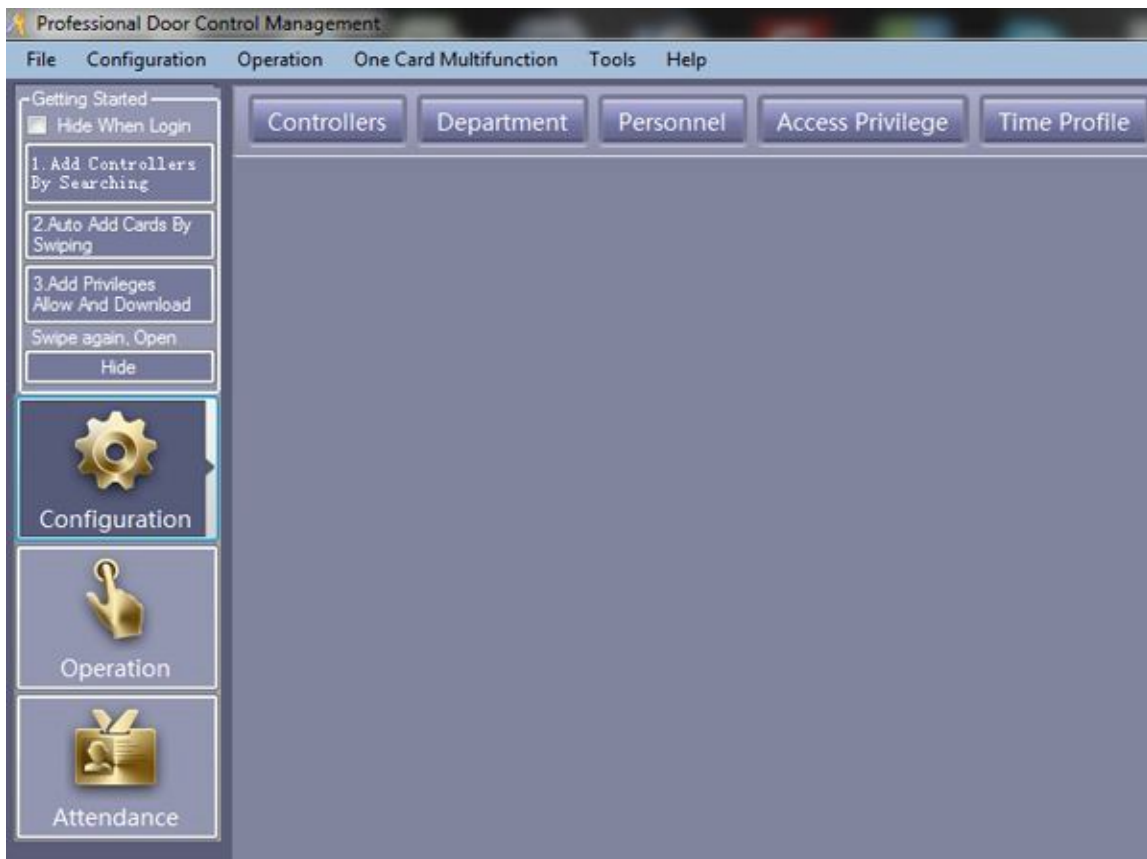 Professional Door Control Management
File Configuration Operation One Card Multifunction Tools Help
Getting Started
Hide When Login
1.Add Controllers
By Searching
2.Auto Add Cards By
Swiping
3.Add Privileges
Allow And Download
Swipe again, Open
Hide
Configuration
Operation
Attendance
Controllers Department Personnel Access Privilege Time Profile